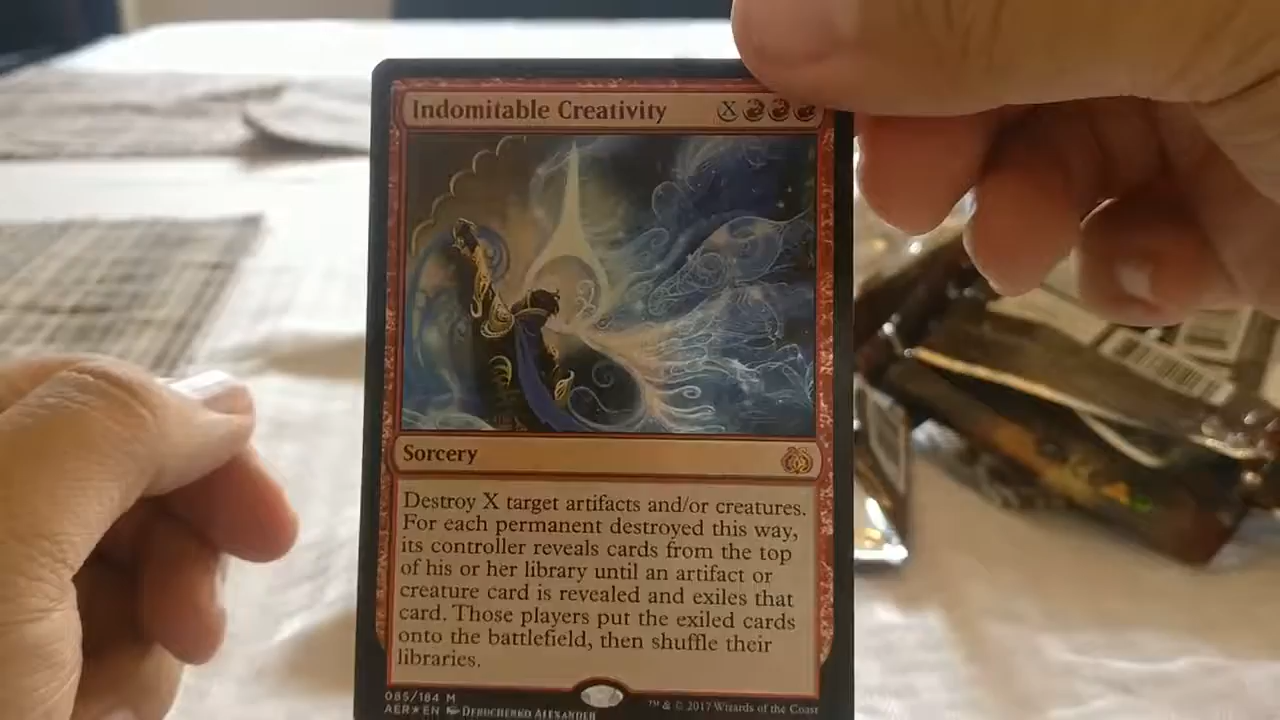 Indomitable Creativity X
Sorcery
Destroy X target artifacts and/or creatures.
For each permanent destroyed this way,
its controller reveals cards from the top
of his or her library until an artifact or
creature card is revealed and exiles that
card. Those players put the exiled cards
onto the battlefield, then shuffle their
libraries.
085/184 M
AER★EN Deruchenko Alexander
™ & © 2017 Wizards of the Coast